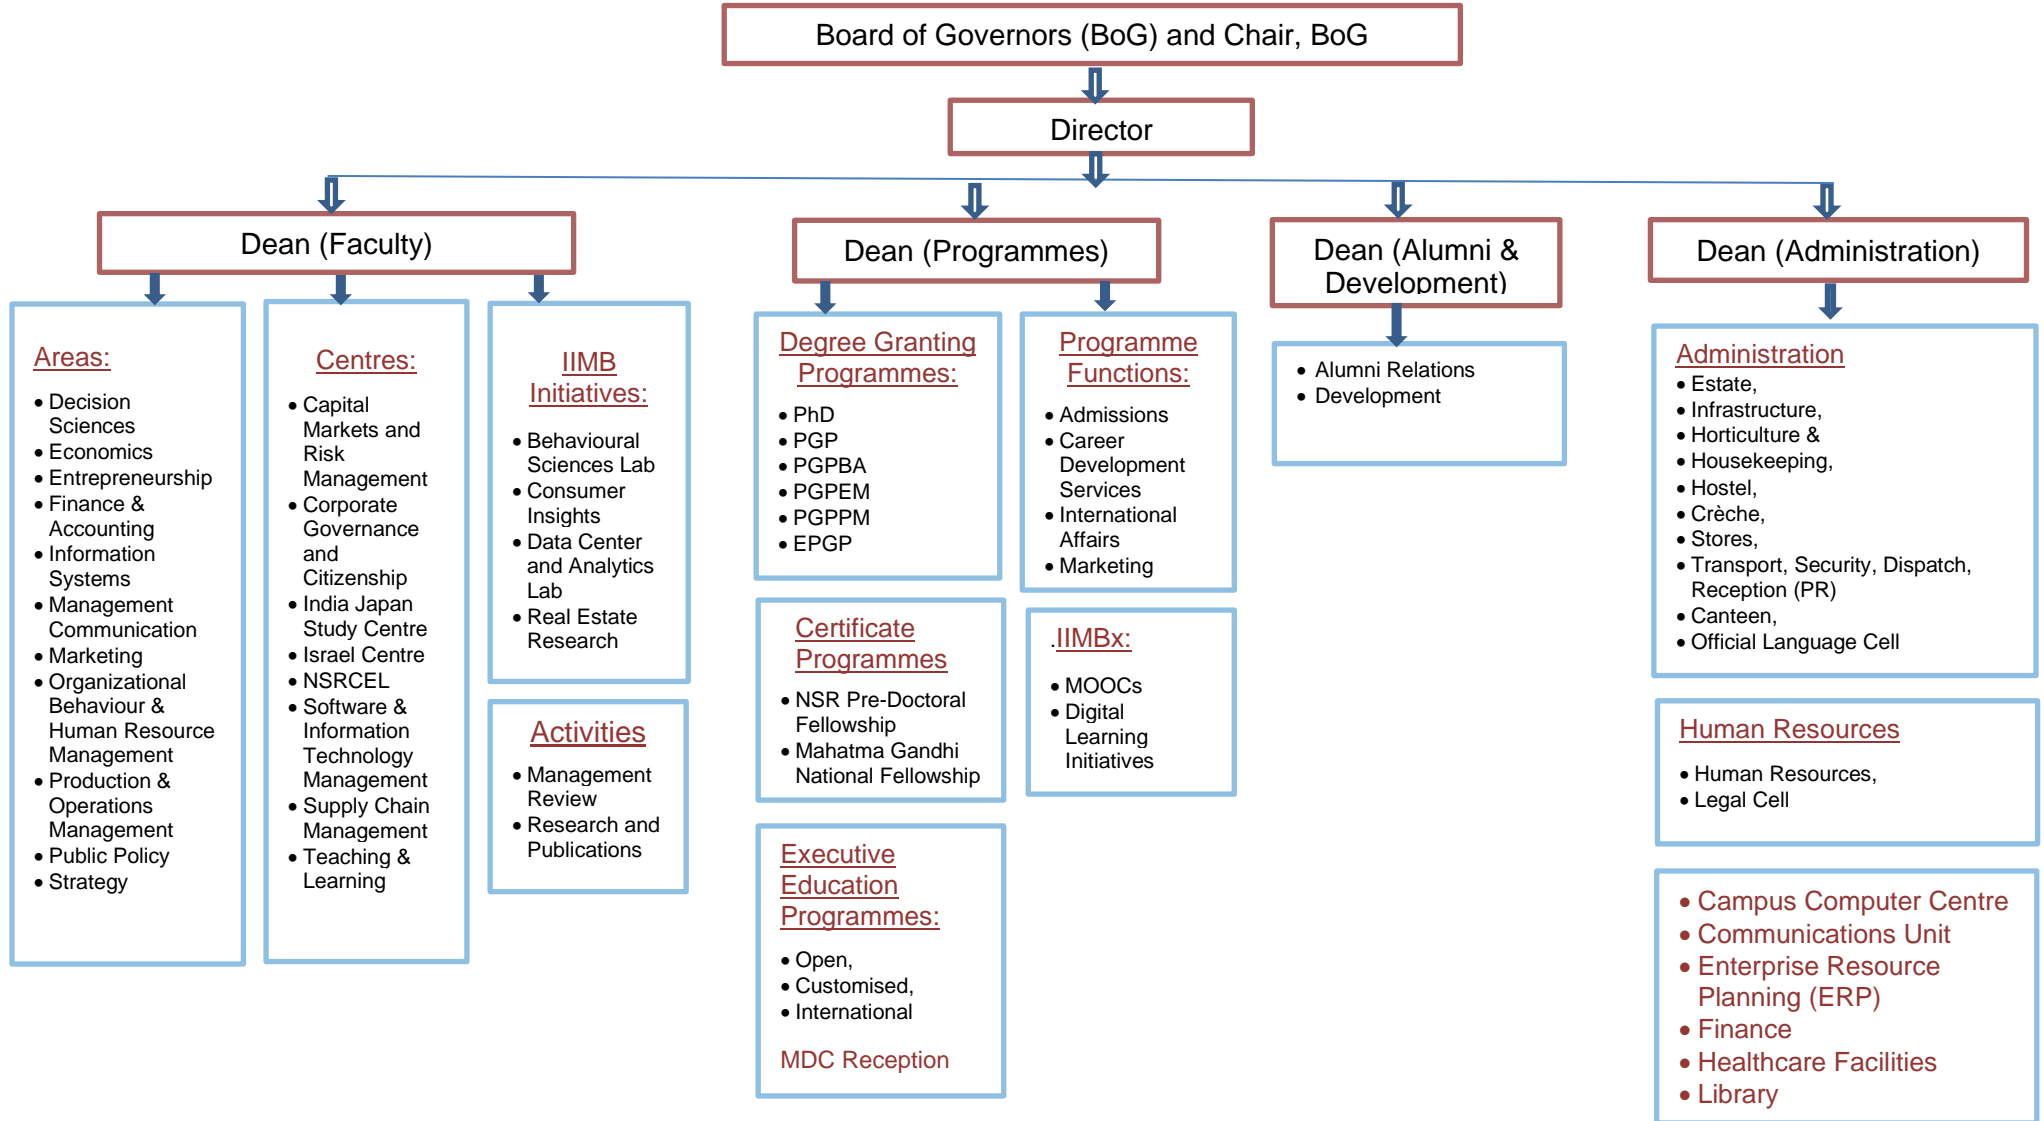 Board of Governors (BoG) and Chair, BoG
Director
Dean (Faculty)
Dean (Programmes)
Dean (Alumni &
Development)
Dean (Administration)
Areas:
• Decision
Sciences
• Economics
• Entrepreneurship
• Finance &
Accounting
• Information
Systems
• Management
Communication
• Marketing
• Organizational
Behaviour &
Human Resource
Management
• Production &
Operations
Management
• Public Policy
• Strategy
Centres:
• Capital
Markets and
Risk
Management
• Corporate
Governance
and
Citizenship
• India Japan
Study Centre
• Israel Centre
• NSRCEL
• Software &
Information
Technology
Management
• Supply Chain
Management
• Teaching &
Learning
IIMB
Initiatives:
• Behavioural
Sciences Lab
• Consumer
Insights
• Data Center
and Analytics
Lab
• Real Estate
Research
Activities
• Management
Review
• Research and
Publications
Degree Granting
Programmes:
• PhD
• PGP
• PGPBA
• PGPEM
• PGPPM
• EPGP
Certificate
Programmes
• NSR Pre-Doctoral
Fellowship
• Mahatma Gandhi
National Fellowship
Executive
Education
Programmes:
• Open,
• Customised,
• International
MDC Reception
Programme
Functions:
• Admissions
• Career
Development
Services
• International
Affairs
• Marketing
.IIMBx:
• MOOCs
• Digital
Learning
Initiatives
• Alumni Relations
• Development
Administration
• Estate,
• Infrastructure,
• Horticulture &
• Housekeeping,
• Hostel,
• Crèche,
• Stores,
• Transport, Security, Dispatch,
Reception (PR)
• Canteen,
• Official Language Cell
Human Resources
• Human Resources,
• Legal Cell
• Campus Computer Centre
• Communications Unit
• Enterprise Resource
Planning (ERP)
• Finance
• Healthcare Facilities
• Library